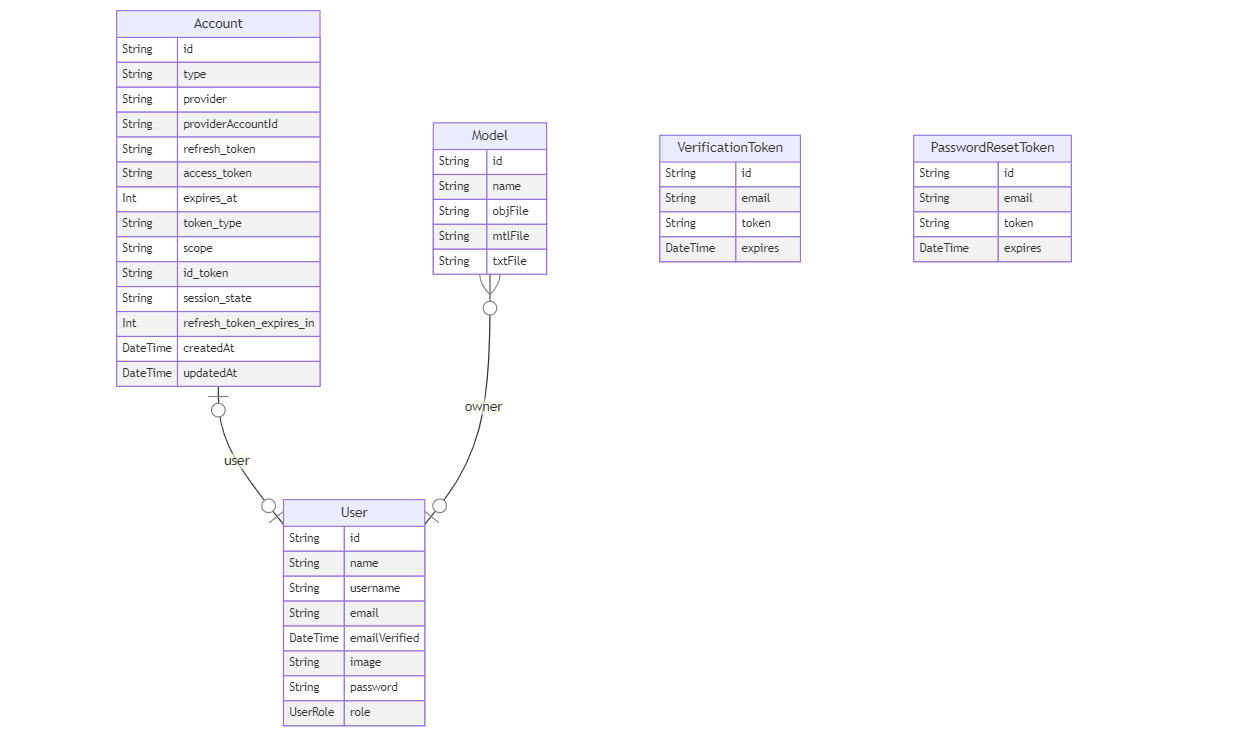 Account
String id
String type
String provider
String providerAccountId
String refresh_token
String access_token
Int expires_at
String token_type
String scope
String id_token
String session_state
Int refresh_token_expires_in
DateTime createdAt
DateTime updatedAt
Model
String id
String name
String objFile
String mtlFile
String txtFile
VerificationToken
String id
String email
String token
DateTime expires
PasswordResetToken
String id
String email
String token
DateTime expires
owner
user
User
String id
String name
String username
String email
DateTime emailVerified
String image
String password
UserRole role